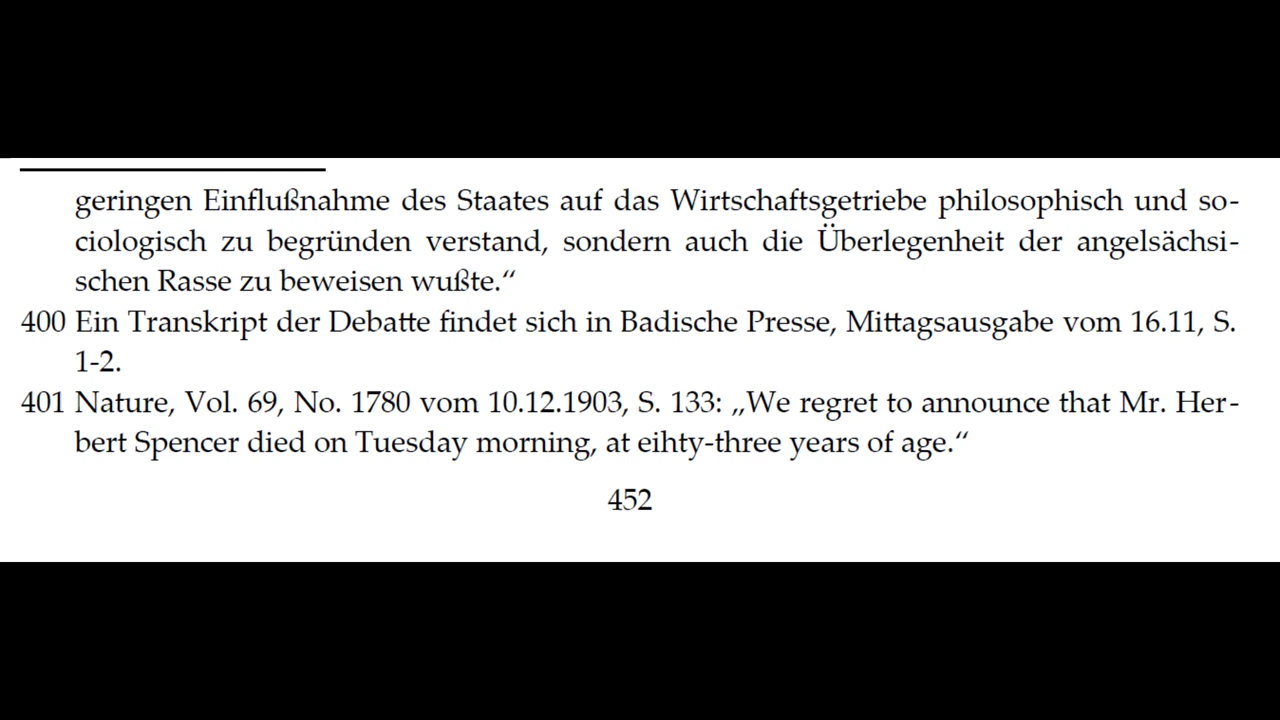 geringen Einflußnahme des Staates auf das Wirtschaftsgetriebe philosophisch und so-
ciologisch zu begründen verstand, sondern auch die Überlegenheit der angelsächsi-
schen Rasse zu beweisen wußte.“
400 Ein Transkript der Debatte findet sich in Badische Presse, Mittagsausgabe vom 16.11, S.
1-2.
401 Nature, Vol. 69, No. 1780 vom 10.12.1903, S. 133: „We regret to announce that Mr. Her-
bert Spencer died on Tuesday morning, at eihty-three years of age.“
452